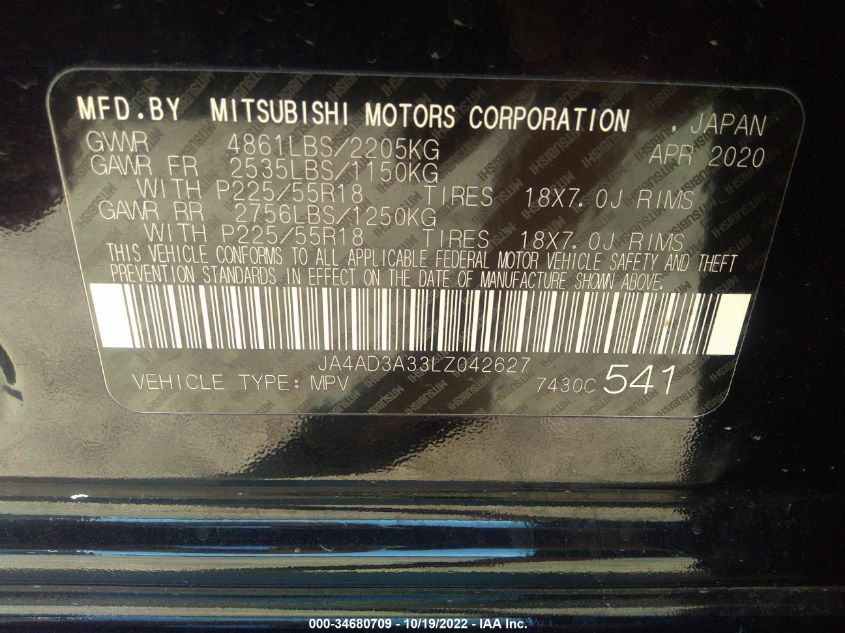 MFD.BY MITSUBISHI MOTORS CORPORATION , JAPAN
GVWR 4861LBS/2205KG APR 2020
GAWR FR 2535LBS/1150KG
WITH P225/55R18 TIRES 18X7.0J RIMS
GAWR RR 2756LBS/1250KG
WITH P225/55R18 TIRES 18X7.0J RIMS
THIS VEHICLE CONFORMS TO ALL APPLICABLE FEDERAL MOTOR VEHICLE SAFETY AND THEFT
PREVENTION STANDARDS IN EFFECT ON THE DATE OF MANUFACTURE SHOWN ABOVE.
JA4AD3A33LZ042627
VEHICLE TYPE: MPV 7430C 541
000-34680709 - 10/19/2022 - IAA Inc.